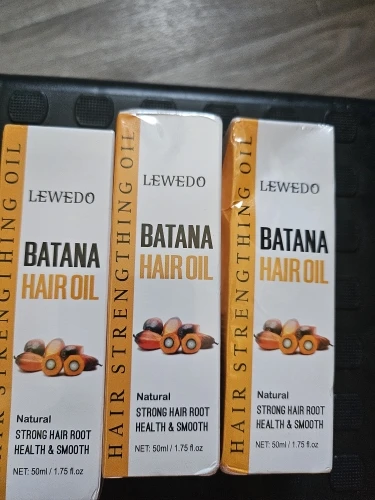 HAIR STRENGTHING OIL
LEWEDO
BATANA
HAIR OIL
Natural
STRONG HAIR ROOT
HEALTH & SMOOTH
NET: 50ml / 1.75 fl.oz
HAIR STRENGTHING OIL
LEWEDO
BATANA
HAIR OIL
Natural
STRONG HAIR ROOT
HEALTH & SMOOTH
NET: 50ml / 1.75 fl.oz
HAIR STRENGTHING OIL
LEWEDO
BATANA
HAIR OIL
Natural
STRONG HAIR ROOT
HEALTH & SMOOTH
NET: 50ml / 1.75 fl.oz